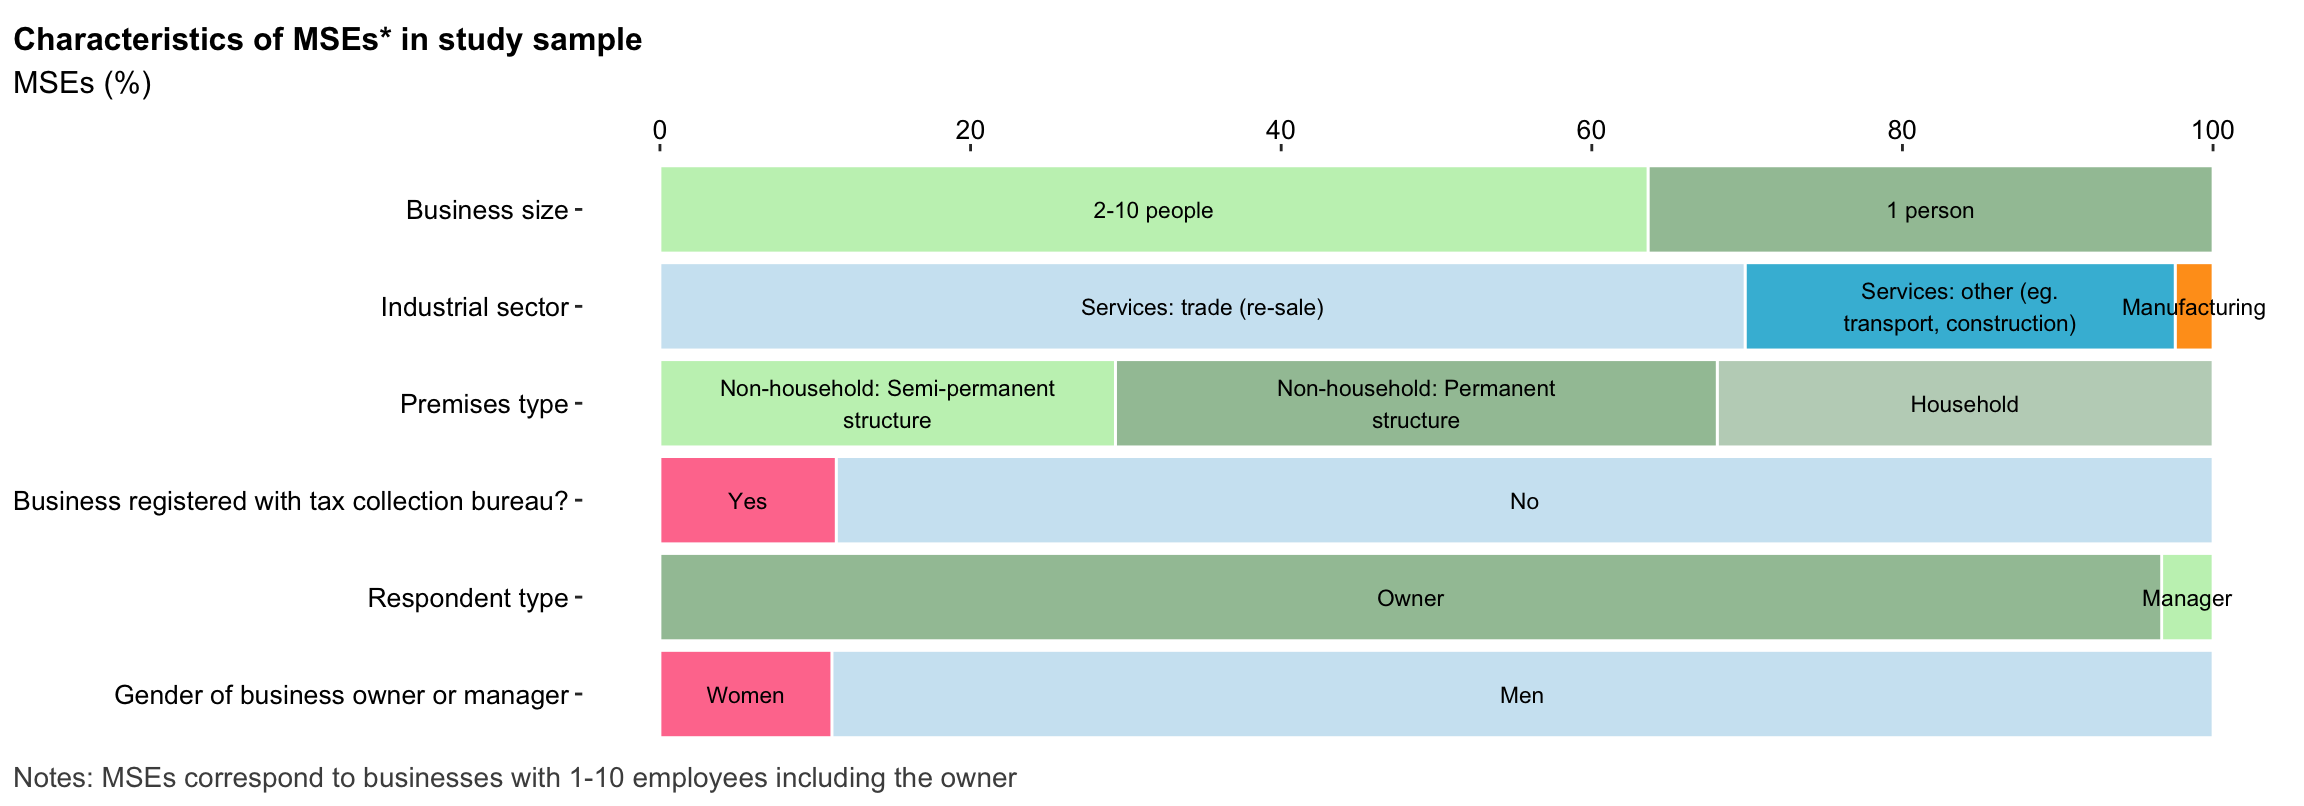 Characteristics of MSEs* in study sample
MSEs (%)
0 20 40 60 80 100
Business size
2-10 people
1 person
Industrial sector
Services: trade (re-sale)
Services: other (eg.
transport, construction)
Manufacturing
Premises type
Non-household: Semi-permanent
structure
Non-household: Permanent
structure
Household
Business registered with tax collection bureau?
Yes
No
Respondent type
Owner
Manager
Gender of business owner or manager
Women
Men
Notes: MSEs correspond to businesses with 1-10 employees including the owner